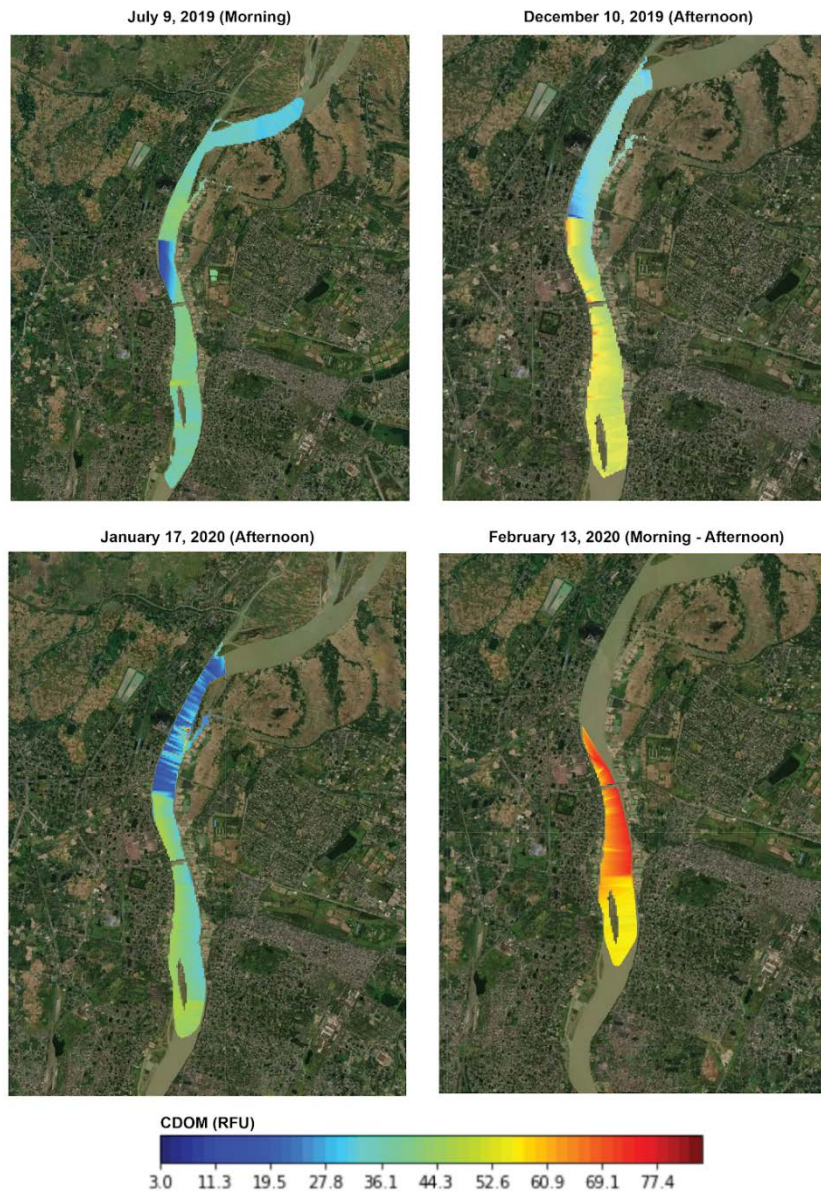 July 9, 2019 (Morning)
December 10, 2019 (Afternoon)
January 17, 2020 (Afternoon)
February 13, 2020 (Morning - Afternoon)
CDOM (RFU)
3.0 11.3 19.5 27.8 36.1 44.3 52.6 60.9 69.1 77.4